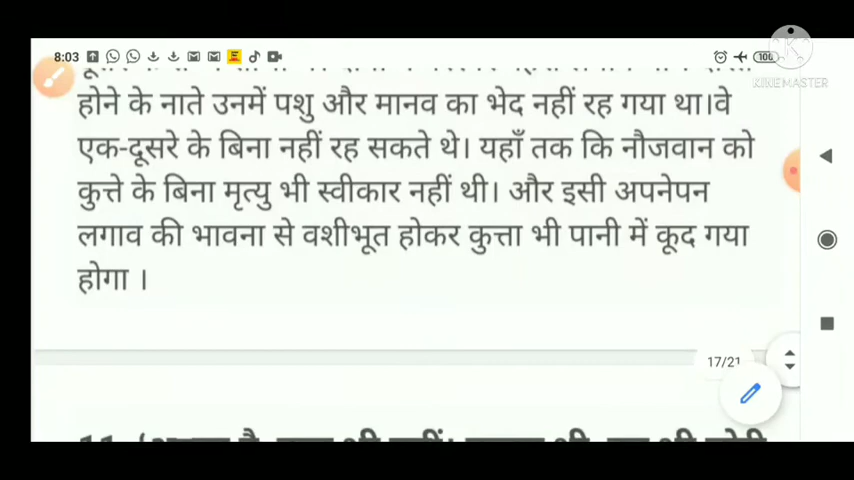 8:03
100
KINEMASTER
होने के नाते उनमें पशु और मानव का भेद नहीं रह गया था।वे
एक-दूसरे के बिना नहीं रह सकते थे। यहाँ तक कि नौजवान को
कुत्ते के बिना मृत्यु भी स्वीकार नहीं थी। और इसी अपनेपन
लगाव की भावना से वशीभूत होकर कुत्ता भी पानी में कूद गया
होगा ।
17/21